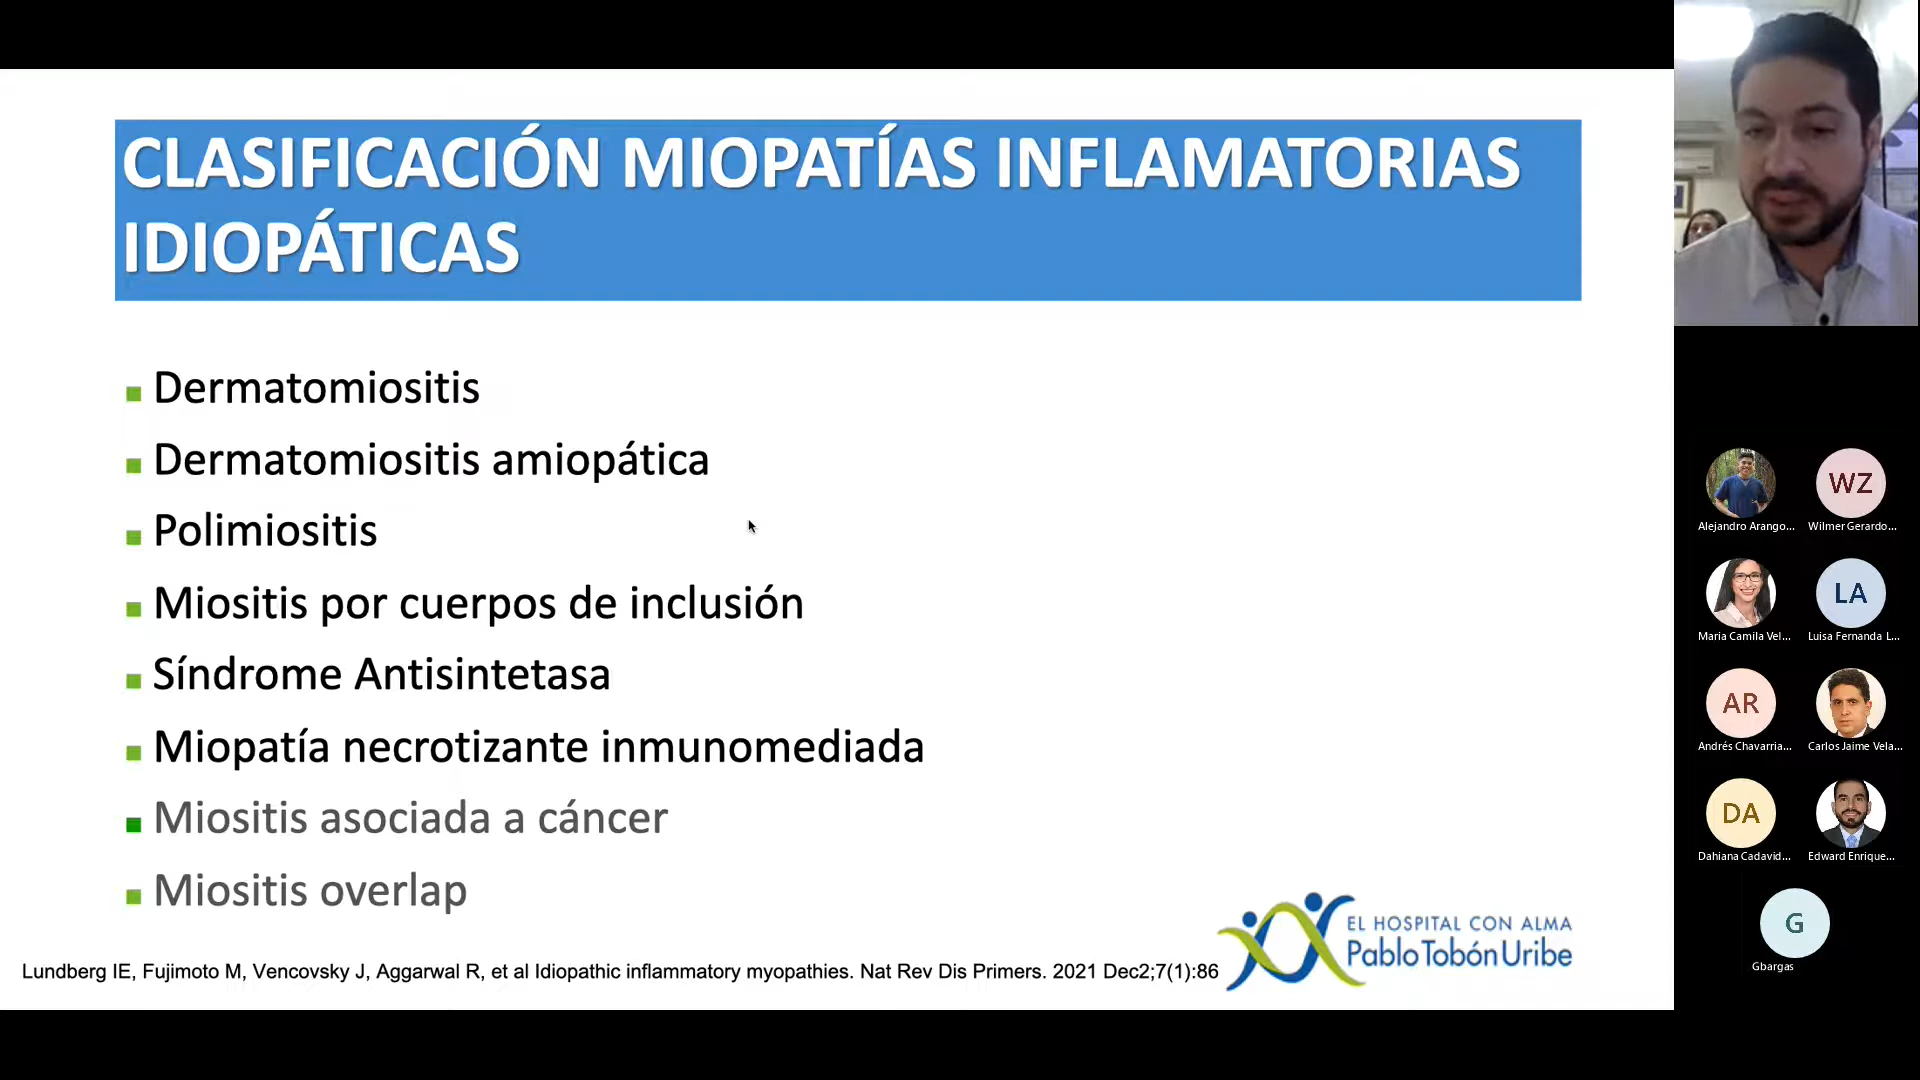 CLASIFICACIÓN MIOPATÍAS INFLAMATORIAS
IDIOPÁTICAS
Dermatomiositis
Dermatomiositis amiopática
Polimiositis
Miositis por cuerpos de inclusión
Síndrome Antisintetasa
Miopatía necrotizante inmunomediada
Miositis asociada a cáncer
Miositis overlap
EL HOSPITAL CON ALMA
Pablo Tobón Uribe
Lundberg IE, Fujimoto M, Vencovsky J, Aggarwal R, et al Idiopathic inflammatory myopathies. Nat Rev Dis Primers. 2021 Dec2;7(1):86
WZ
Alejandro Arango...
Wilmer Gerardo...
LA
Maria Camila Vel...
Luisa Fernanda L...
AR
Andrés Chavarria...
Carlos Jaime Vela...
DA
Dahiana Cadavid...
Edward Enrique...
G
Gbargas